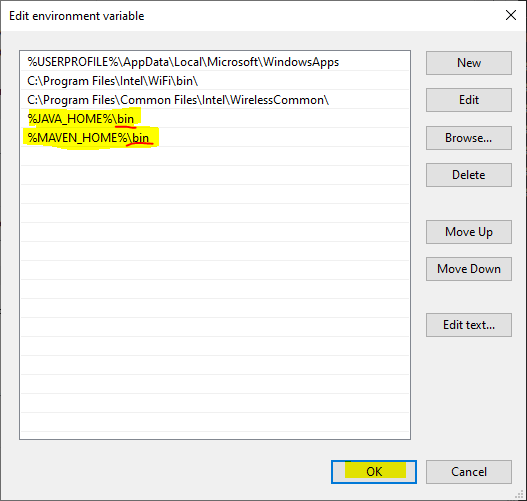 Edit environment variable
%USERPROFILE%\AppData\Local\Microsoft\WindowsApps
C:\Program Files\Intel\WiFi\bin\
C:\Program Files\Common Files\Intel\WirelessCommon\
%JAVA_HOME%\bin
%MAVEN_HOME%\bin
New
Edit
Browse...
Delete
Move Up
Move Down
Edit text...
OK
Cancel